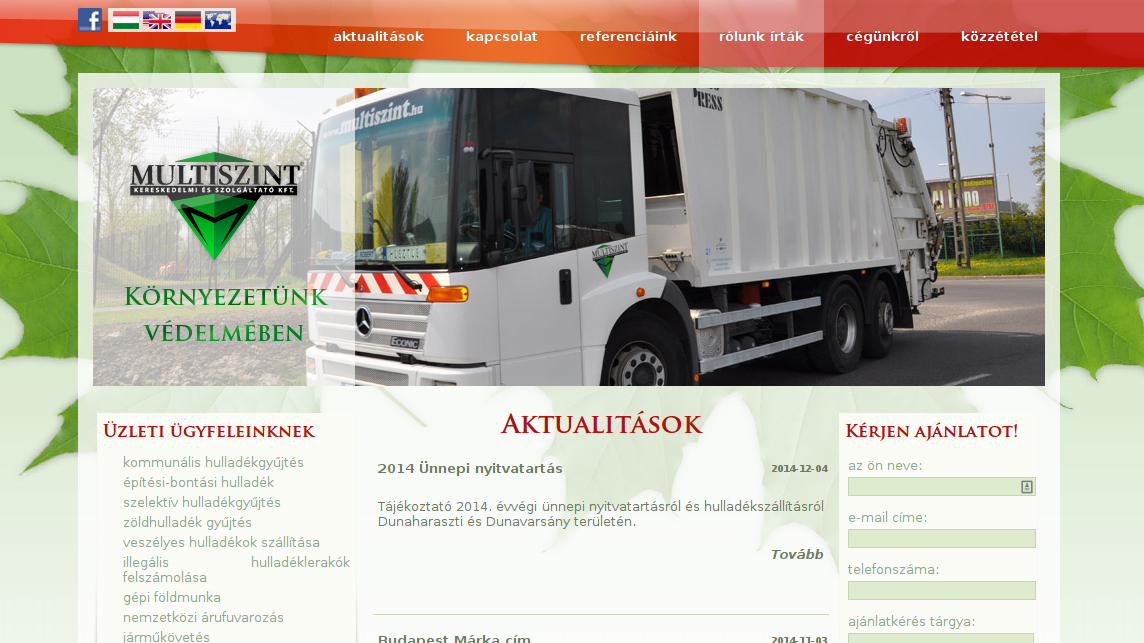 aktualitások
kapcsolat
referenciáink
rólunk írták
cégünkről
közzététel
www.multiszint.hu
PRESS
MULTISZINT
KERESKEDELMI ÉS SZOLGÁLTATÓ KFT.
MULTISZINT
ECONIC
Környezetünk
védelmében
Üzleti ügyfeleinknek
kommunális hulladékgyűjtés
építési-bontási hulladék
szelektív hulladékgyűjtés
zöldhulladék gyűjtés
veszélyes hulladékok szállítása
illegális hulladéklerakók
felszámolása
gépi földmunka
nemzetközi árufuvarozás
járműkövetés
Aktualitások
2014 Ünnepi nyitvatartás 2014-12-04
Tájékoztató 2014. évvégi ünnepi nyitvatartásról és hulladékszállításról
Dunaharaszti és Dunavarsány területén.
Tovább
Budapest Márka cím 2014-11-03
Kérjen ajánlatot!
az ön neve:
e-mail címe:
telefonszáma:
ajánlatkérés tárgya: